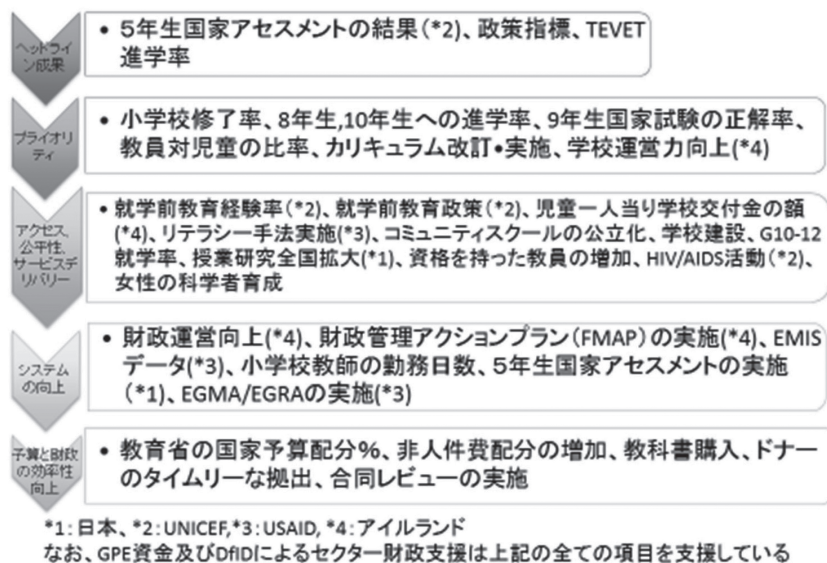 ヘッドライ
ン成果
• 5年生国家アセスメントの結果(*2)、政策指標、TEVET
進学率
プライオリ
ティ
• 小学校修了率、8年生,10年生への進学率、9年生国家試験の正解率、
教員対児童の比率、カリキュラム改訂•実施、学校運営力向上(*4)
アクセス、
公平性、
サービスデ
リバリー
• 就学前教育経験率(*2)、就学前教育政策(*2)、児童一人当り学校交付金の額
(*4)、リテラシー手法実施(*3)、コミュニティスクールの公立化、学校建設、G10-12
就学率、授業研究全国拡大(*1)、資格を持った教員の増加、HIV/AIDS活動(*2)、
女性の科学者育成
システム
の向上
• 財政運営向上(*4)、財政管理アクションプラン(FMAP)の実施(*4)、EMIS
データ(*3)、小学校教師の勤務日数、5年生国家アセスメントの実施
(*1)、EGMA/EGRAの実施(*3)
予算と財政
の効率性
向上
• 教育省の国家予算配分%、非人件費配分の増加、教科書購入、ドナー
のタイムリーな拠出、合同レビューの実施
*1:日本、*2:UNICEF,*3:USAID, *4:アイルランド
なお、GPE資金及びDfIDによるセクター財政支援は上記の全ての項目を支援している